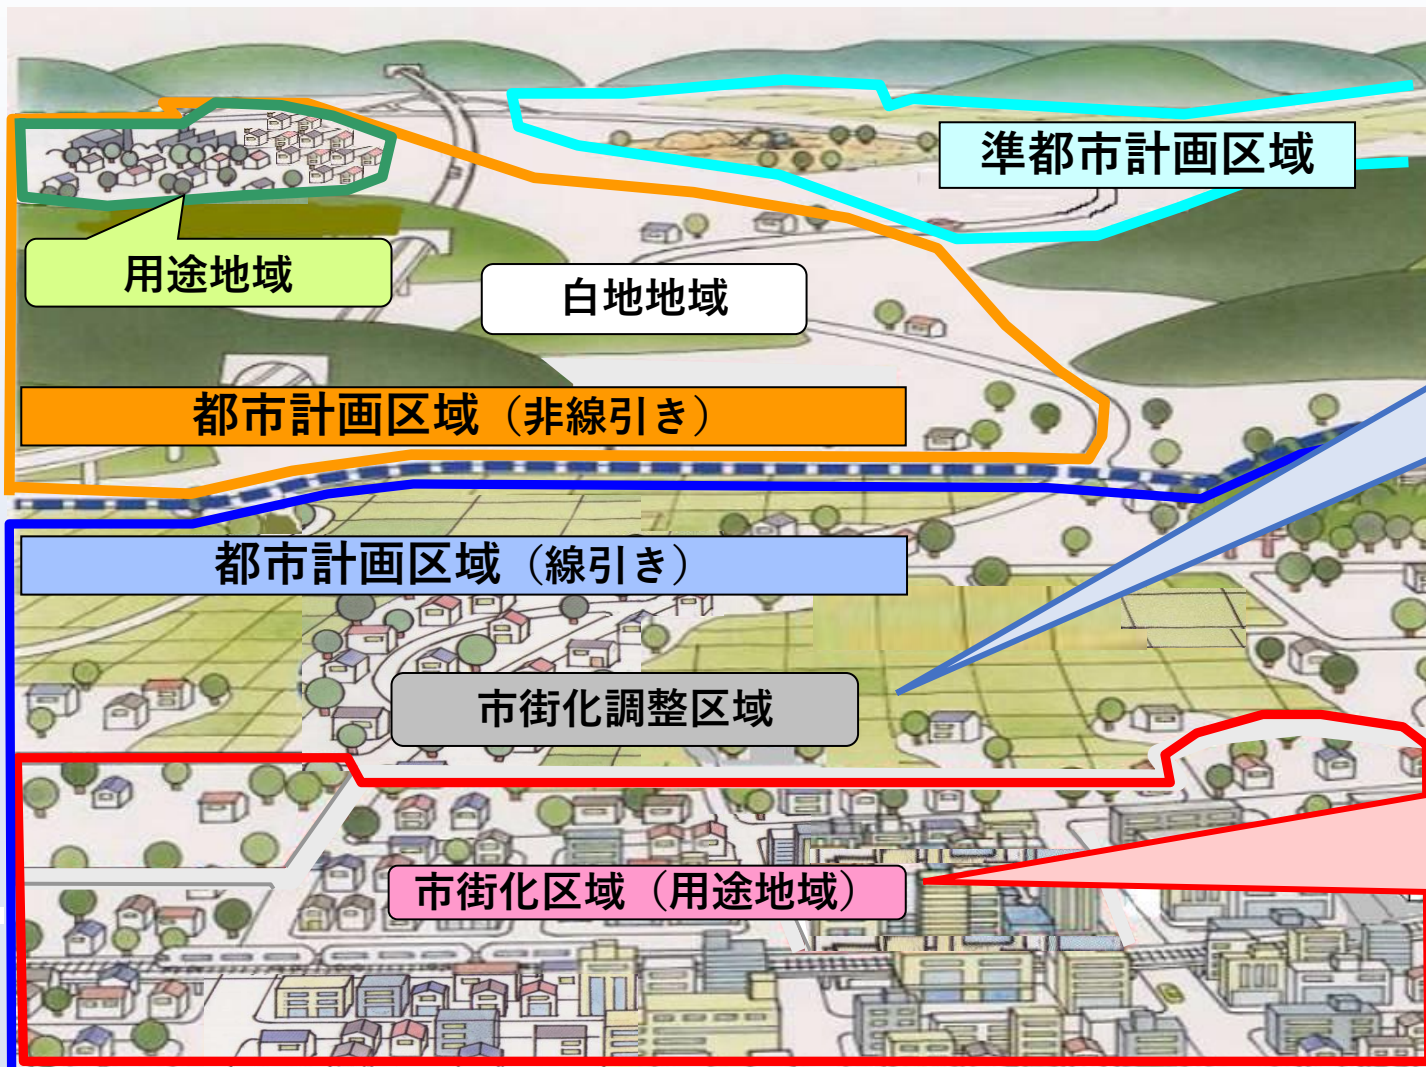 準都市計画区域
用途地域
白地地域
都市計画区域（非線引き）
都市計画区域（線引き）
市街化調整区域
市街化区域（用途地域）